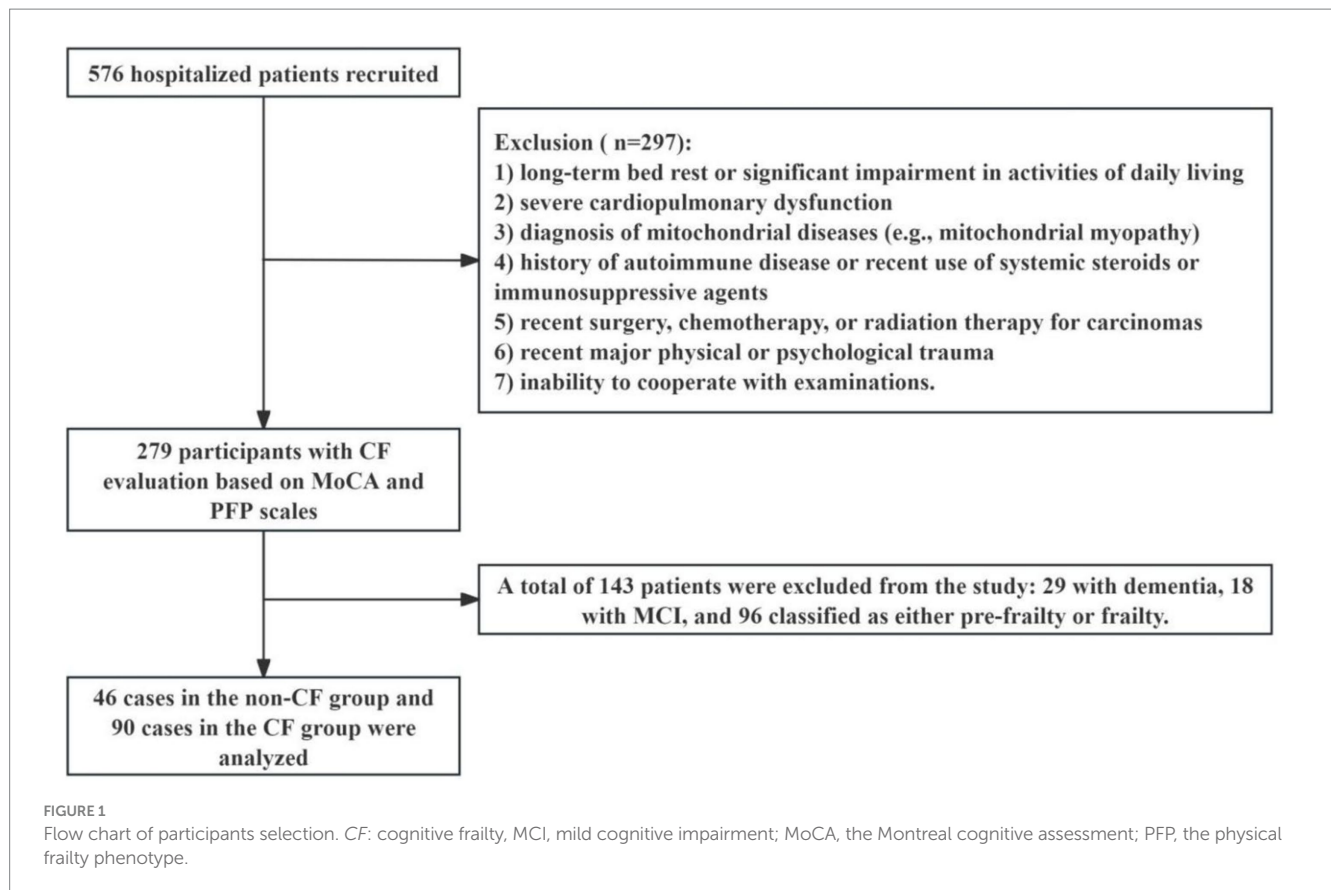 576 hospitalized patients recruited
Exclusion ( n=297):
1) long-term bed rest or significant impairment in activities of daily living
2) severe cardiopulmonary dysfunction
3) diagnosis of mitochondrial diseases (e.g., mitochondrial myopathy)
4) history of autoimmune disease or recent use of systemic steroids or
immunosuppressive agents
5) recent surgery, chemotherapy, or radiation therapy for carcinomas
6) recent major physical or psychological trauma
7) inability to cooperate with examinations.
279 participants with CF
evaluation based on MoCA and
PFP scales
A total of 143 patients were excluded from the study: 29 with dementia, 18
with MCI, and 96 classified as either pre-frailty or frailty.
46 cases in the non-CF group and
90 cases in the CF group were
analyzed
FIGURE 1
Flow chart of participants selection. CF: cognitive frailty, MCI, mild cognitive impairment; MoCA, the Montreal cognitive assessment; PFP, the physical
frailty phenotype.